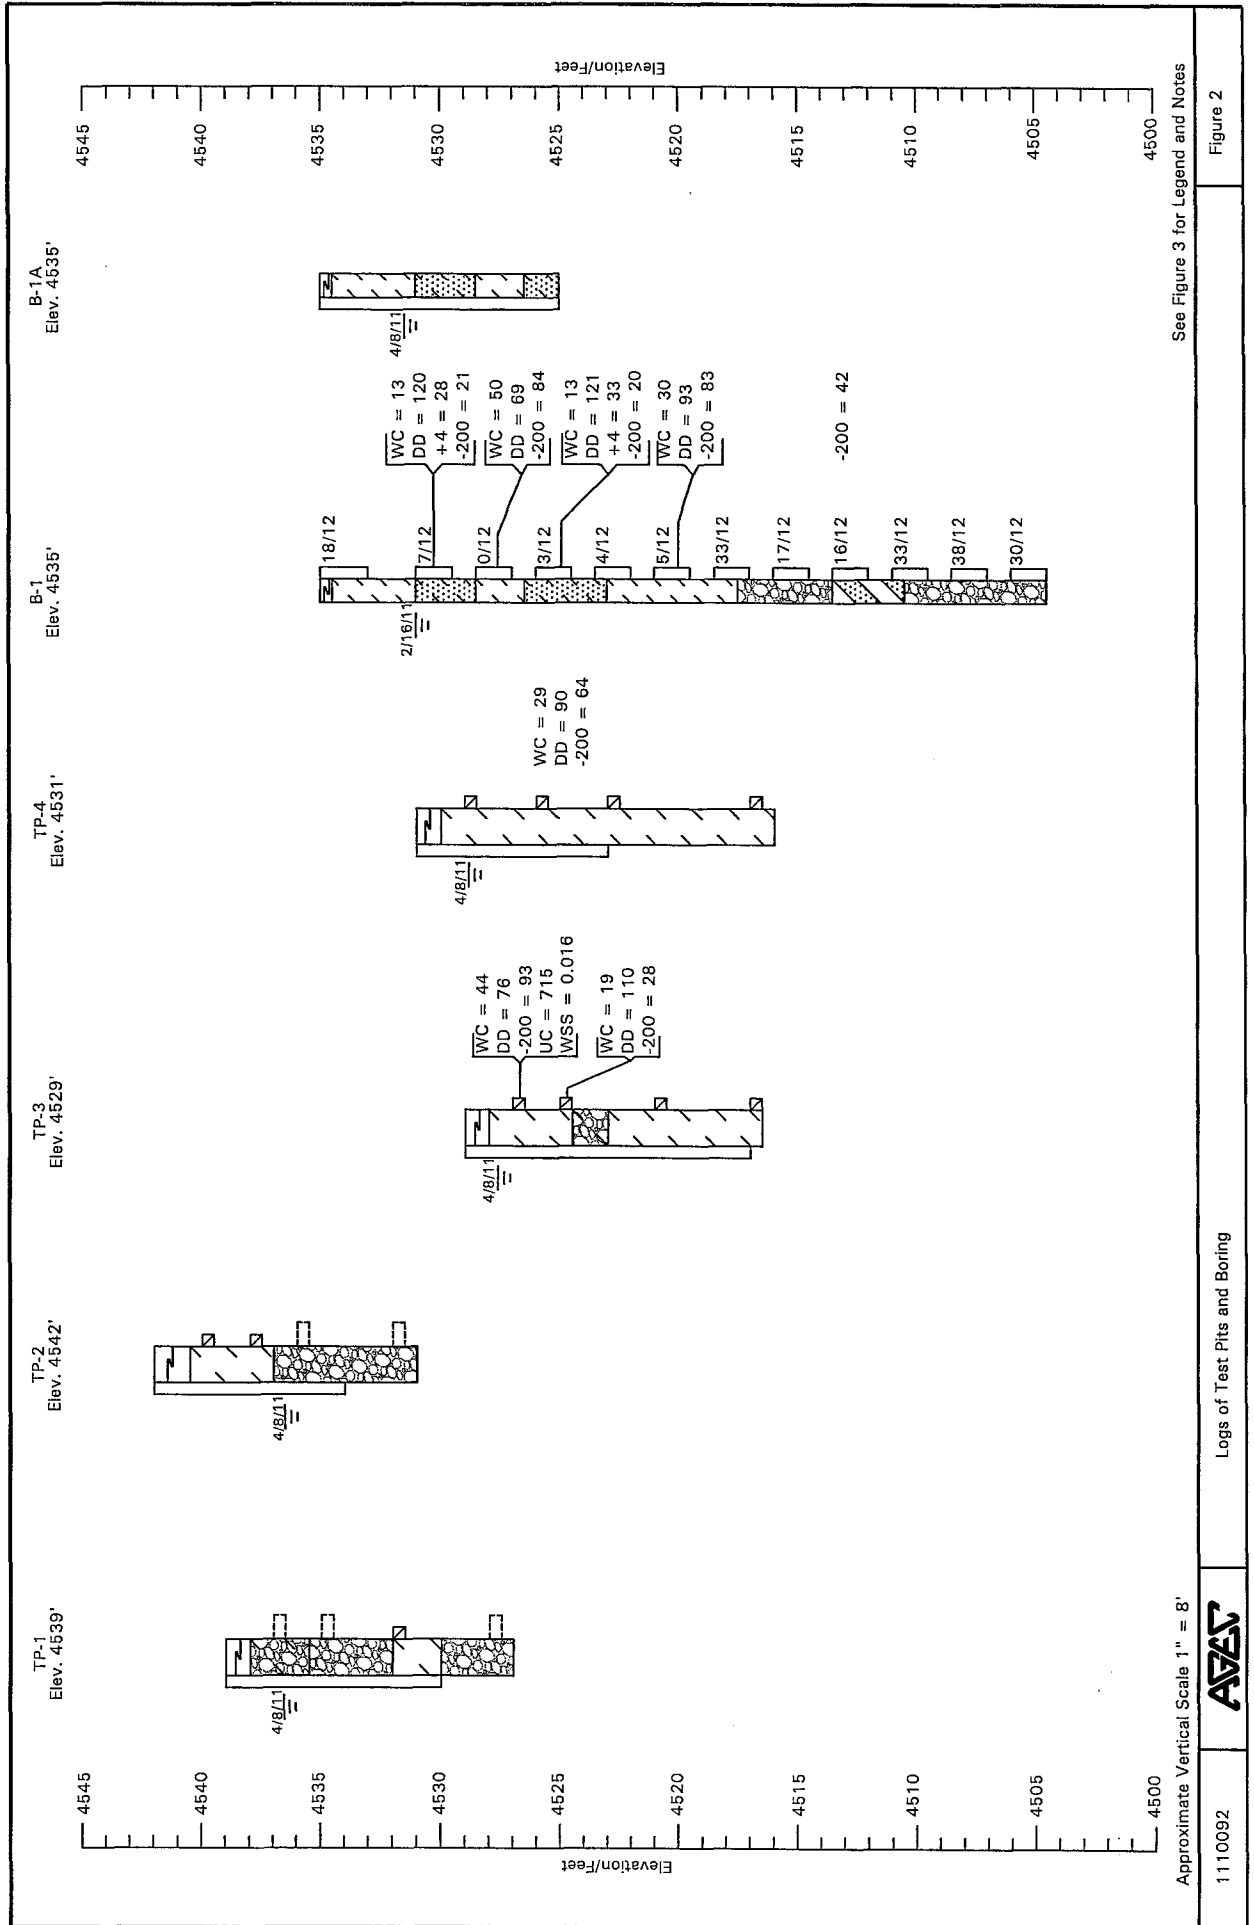 TP-1
Elev. 4539'
TP-2
Elev. 4542'
TP-3
Elev. 4529'
TP-4
Elev. 4531'
B-1
Elev. 4535'
B-1A
Elev. 4535'
4545
4540
4535
4530
4525
4520
4515
4510
4505
4500
Elevation/Feet
4/8/11
4/8/11
4/8/11
WC = 44
DD = 76
-200 = 93
UC = 715
WSS = 0.016
WC = 19
DD = 110
-200 = 28
4/8/11
WC = 29
DD = 90
-200 = 64
2/16/11
18/12
7/12
0/12
3/12
4/12
5/12
33/12
17/12
16/12
33/12
38/12
30/12
WC = 13
DD = 120
+4 = 28
-200 = 21
WC = 50
DD = 69
-200 = 84
WC = 13
DD = 121
+4 = 33
-200 = 20
WC = 30
DD = 93
-200 = 83
-200 = 42
4/8/11
4545
4540
4535
4530
4525
4520
4515
4510
4505
4500
Elevation/Feet
Approximate Vertical Scale 1" = 8'
See Figure 3 for Legend and Notes
1110092
AGEC
Logs of Test Pits and Boring
Figure 2